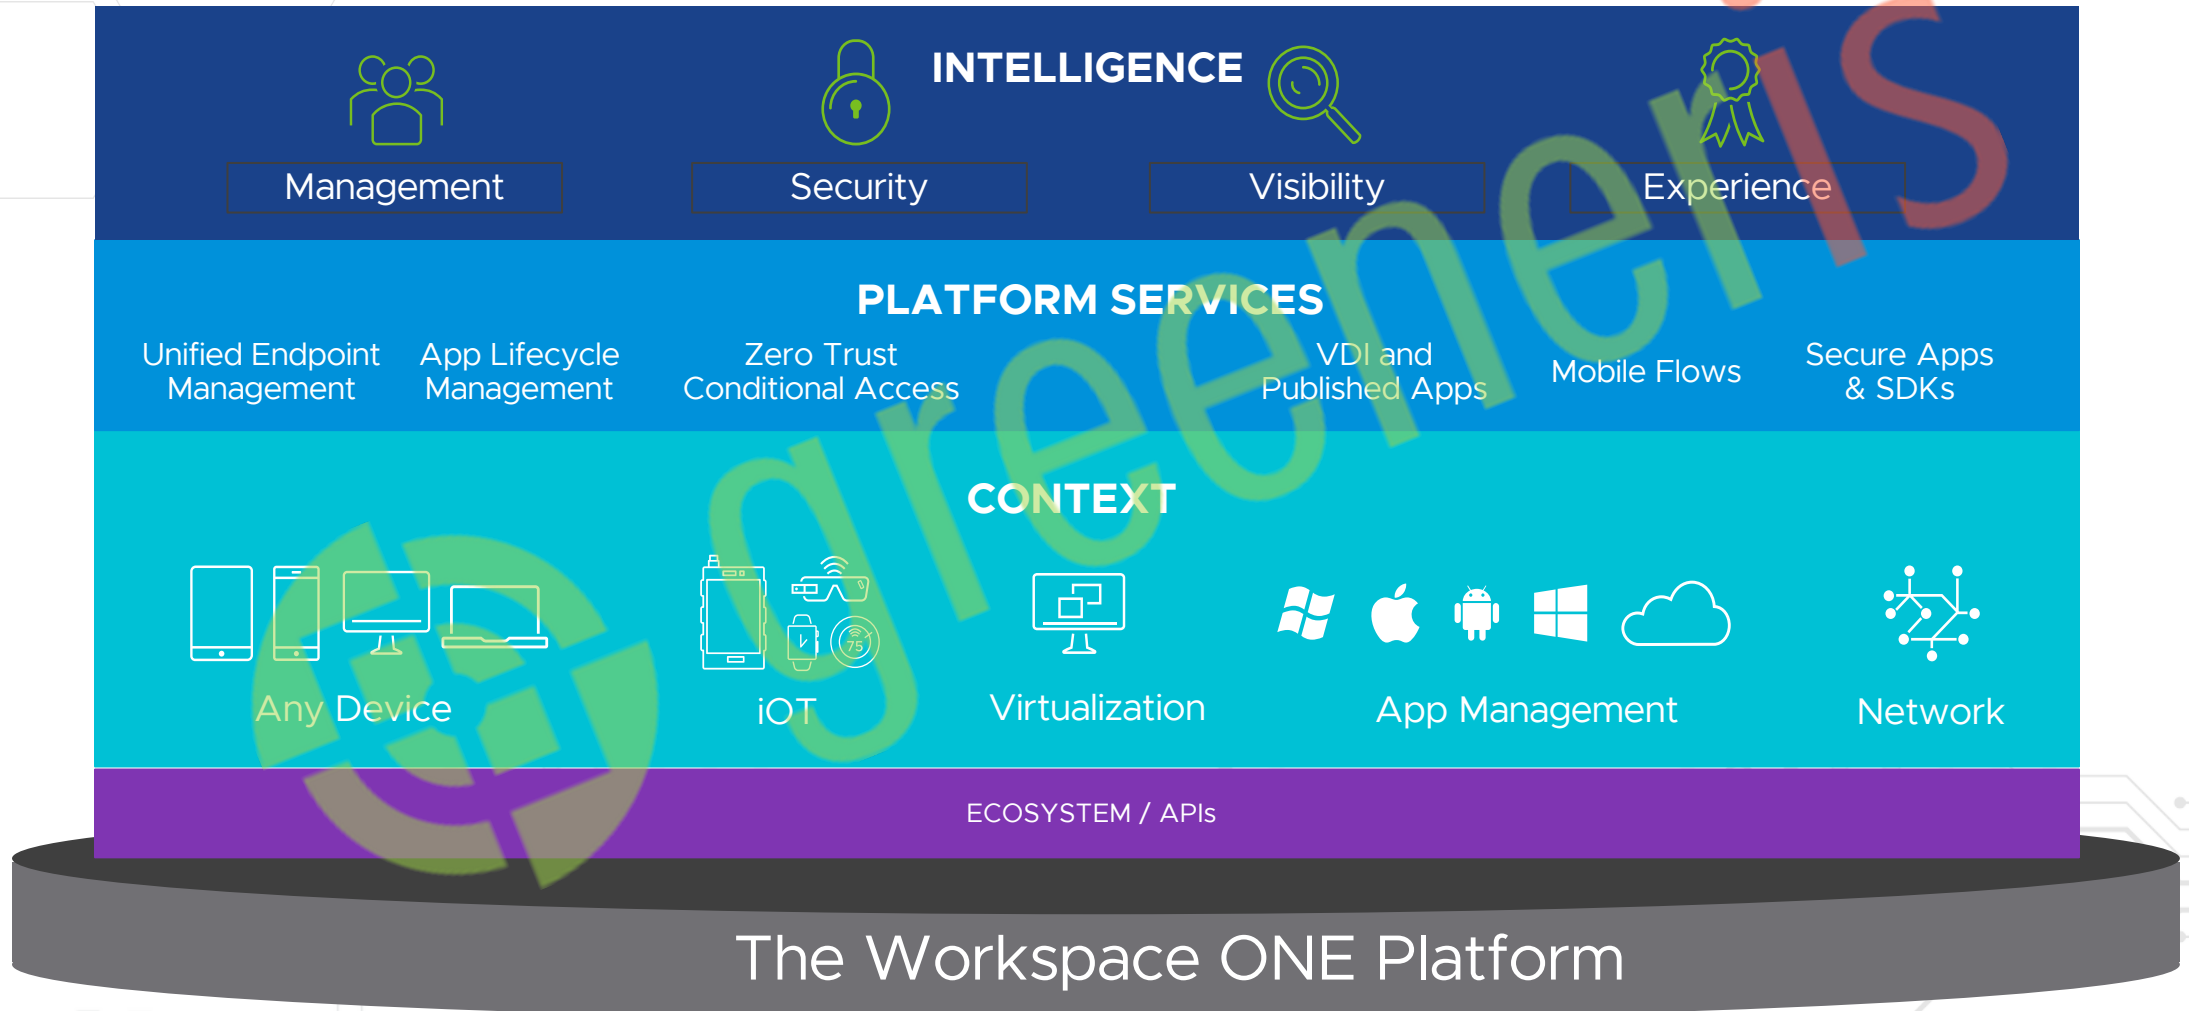 INTELLIGENCE
Management
Security
Visibility
Experience
PLATFORM SERVICES
Unified Endpoint
Management
App Lifecycle
Management
Zero Trust
Conditional Access
VDI and
Published Apps
Mobile Flows
Secure Apps
& SDKs
CONTEXT
75
Any Device
iOT
Virtualization
App Management
Network
ECOSYSTEM / APIs
The Workspace ONE Platform
greeneris